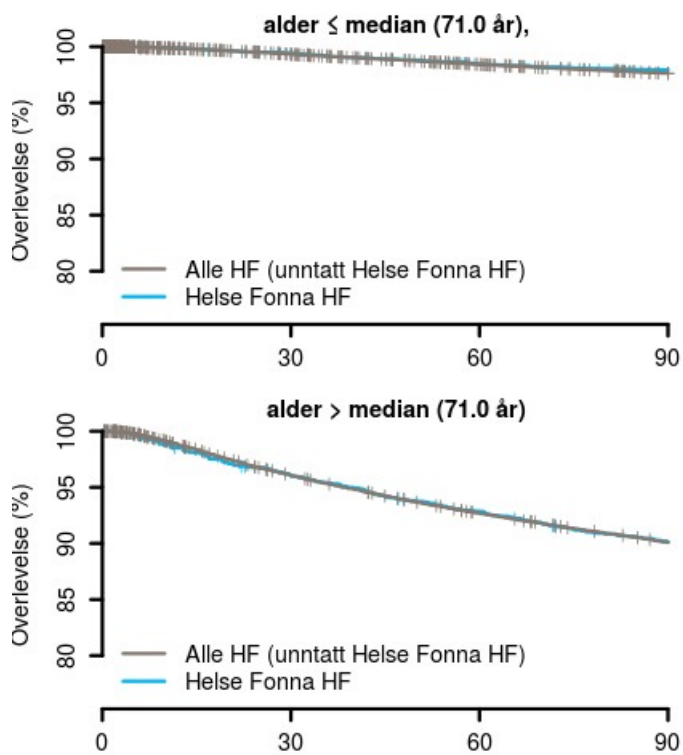 alder ≤ median (71.0 år),
100
95
90
85
80
Overlevelse (%)
Alle HF (unntatt Helse Fonna HF)
Helse Fonna HF
0 30 60 90
alder > median (71.0 år)
100
95
90
85
80
Overlevelse (%)
Alle HF (unntatt Helse Fonna HF)
Helse Fonna HF
0 30 60 90